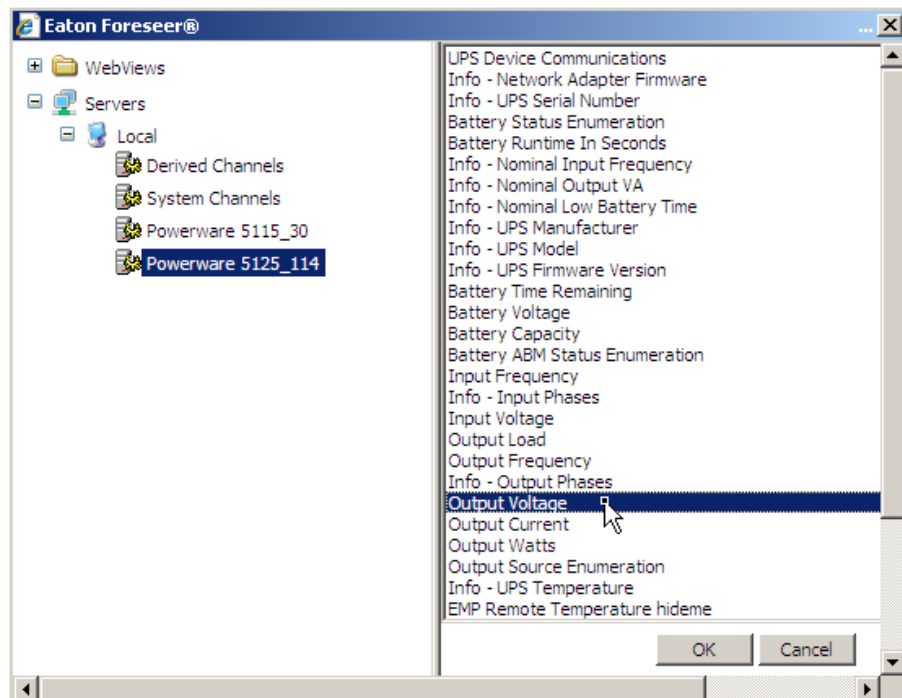 Eaton Foreseer®
...
WebViews
Servers
Local
Derived Channels
System Channels
Powerware 5115_30
Powerware 5125_114
UPS Device Communications
Info - Network Adapter Firmware
Info - UPS Serial Number
Battery Status Enumeration
Battery Runtime In Seconds
Info - Nominal Input Frequency
Info - Nominal Output VA
Info - Nominal Low Battery Time
Info - UPS Manufacturer
Info - UPS Model
Info - UPS Firmware Version
Battery Time Remaining
Battery Voltage
Battery Capacity
Battery ABM Status Enumeration
Input Frequency
Info - Input Phases
Input Voltage
Output Load
Output Frequency
Info - Output Phases
Output Voltage
Output Current
Output Watts
Output Source Enumeration
Info - UPS Temperature
EMP Remote Temperature hideme
OK
Cancel